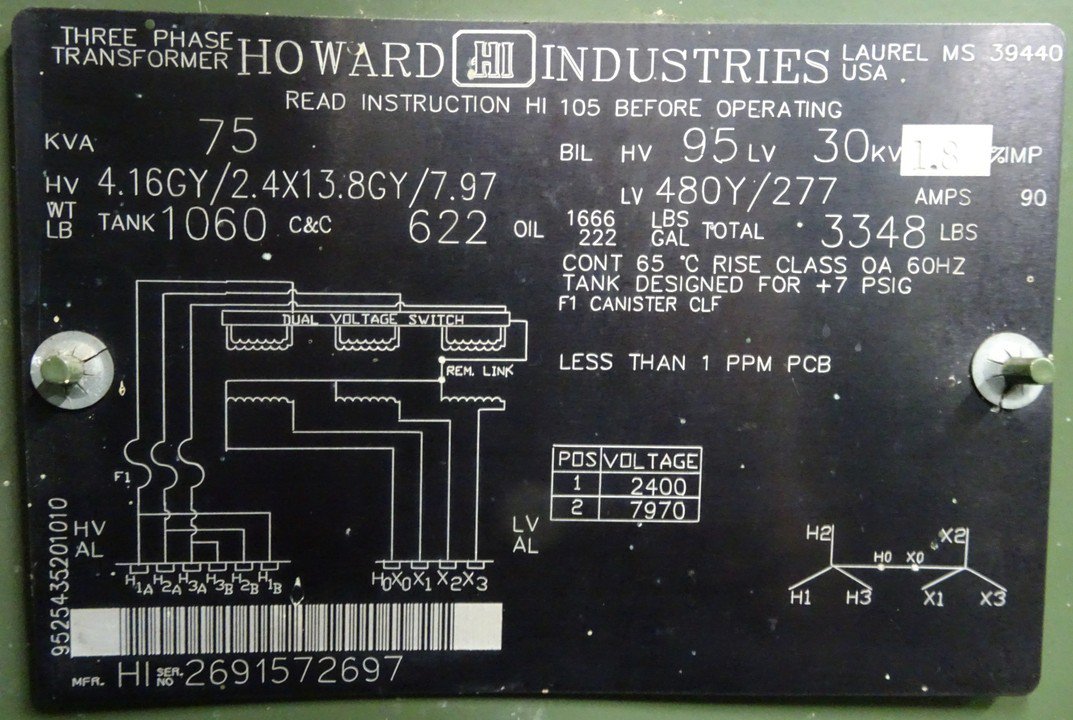 THREE PHASE TRANSFORMER HOWARD HI INDUSTRIES LAUREL MS 39440 USA
READ INSTRUCTION HI 105 BEFORE OPERATING
KVA 75 BIL HV 95 LV 30KV 1.8 %IMP
HV 4.16GY/2.4X13.8GY/7.97 LV 480Y/277 AMPS 90
WT LB TANK 1060 C&C 622 OIL 1666 LBS 222 GAL TOTAL 3348 LBS
CONT 65 °C RISE CLASS OA 60HZ
TANK DESIGNED FOR +7 PSIG
F1 CANISTER CLF
DUAL VOLTAGE SWITCH
LESS THAN 1 PPM PCB
REM. LINK
POS VOLTAGE
1 2400
2 7970
F1
HV AL
LV AL
H1A H2A H3A H3B H2B H1B
H0X0 X1 X2 X3
H2 X2
H0 X0
H1 H3 X1 X3
9525435201010
MFR. HI SER. NO 2691572697